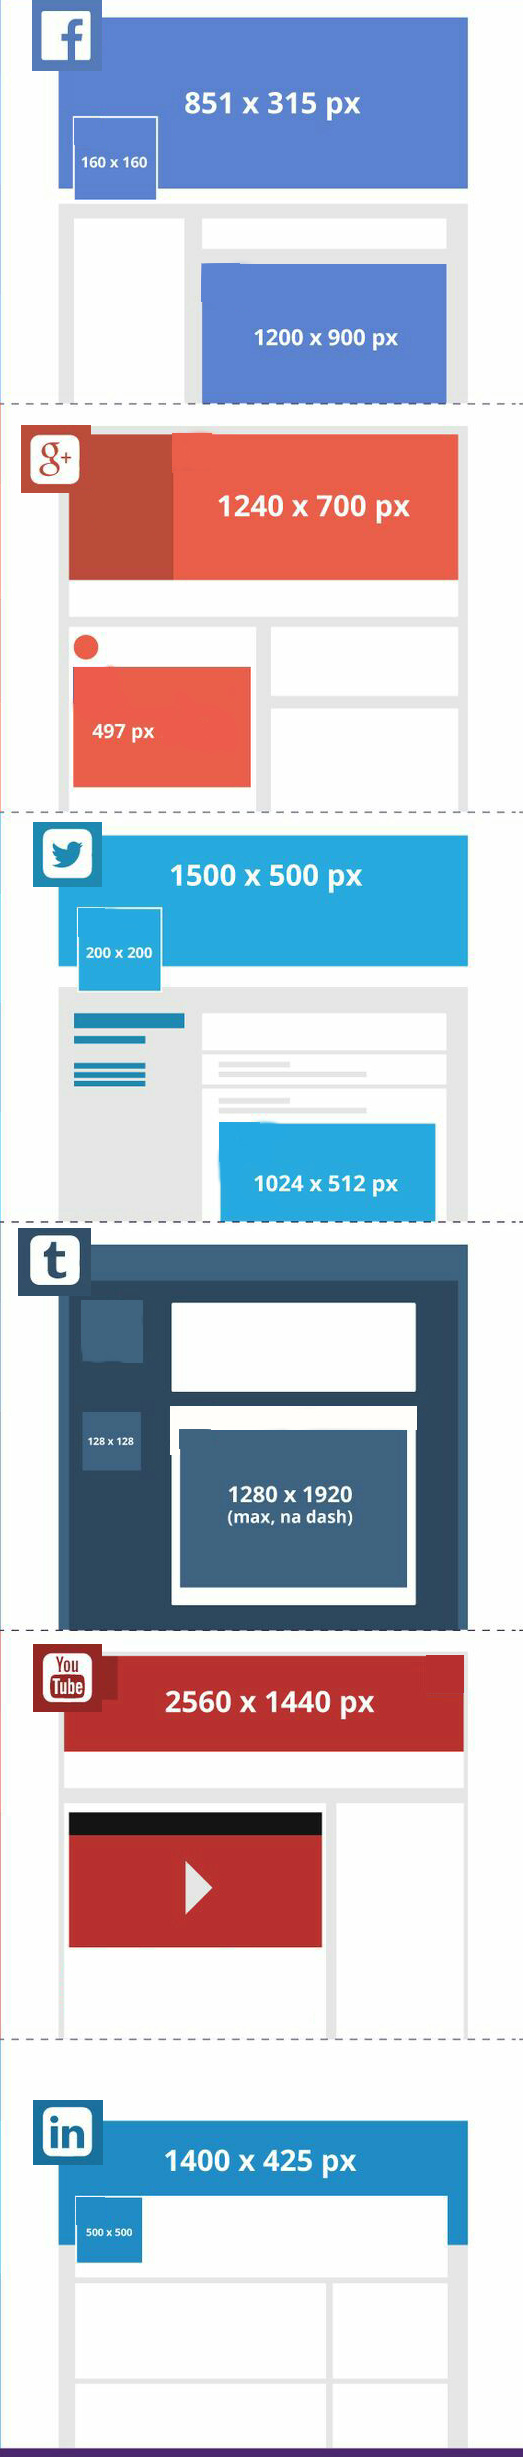 f
851 x 315 px
160 x 160
1200 x 900 px
g+
1240 x 700 px
497 px
1500 x 500 px
200 x 200
1024 x 512 px
t
128 x 128
1280 x 1920
(max, na dash)
You
Tube
2560 x 1440 px
in
1400 x 425 px
500 x 500